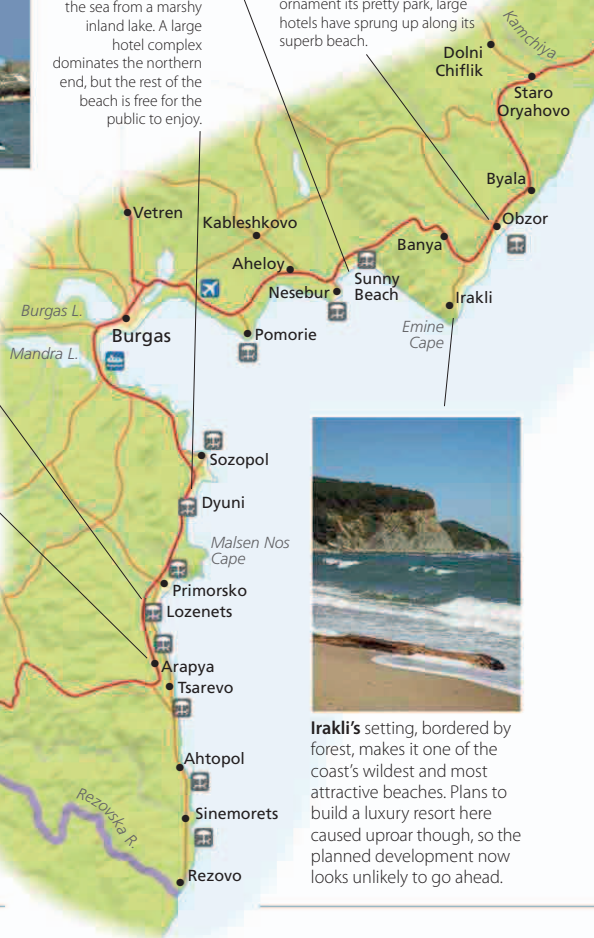 the sea from a marshy
inland lake. A large
hotel complex
dominates the northern
end, but the rest of the
beach is free for the
public to enjoy.
ornament its pretty park, large
hotels have sprung up along its
superb beach.
Kamchiya
Dolni
Chiflik
Staro
Oryahovo
Byala
Obzor
Vetren
Kableshkovo
Banya
Aheloy
Sunny
Beach
Nesebur
Irakli
Burgas L.
Burgas
Pomorie
Emine
Cape
Mandra L.
Sozopol
Dyuni
Malsen Nos
Cape
Primorsko
Lozenets
Arapya
Tsarevo
Ahtopol
Rezovska R.
Sinemorets
Rezovo
Irakli's setting, bordered by
forest, makes it one of the
coast's wildest and most
attractive beaches. Plans to
build a luxury resort here
caused uproar though, so the
planned development now
looks unlikely to go ahead.